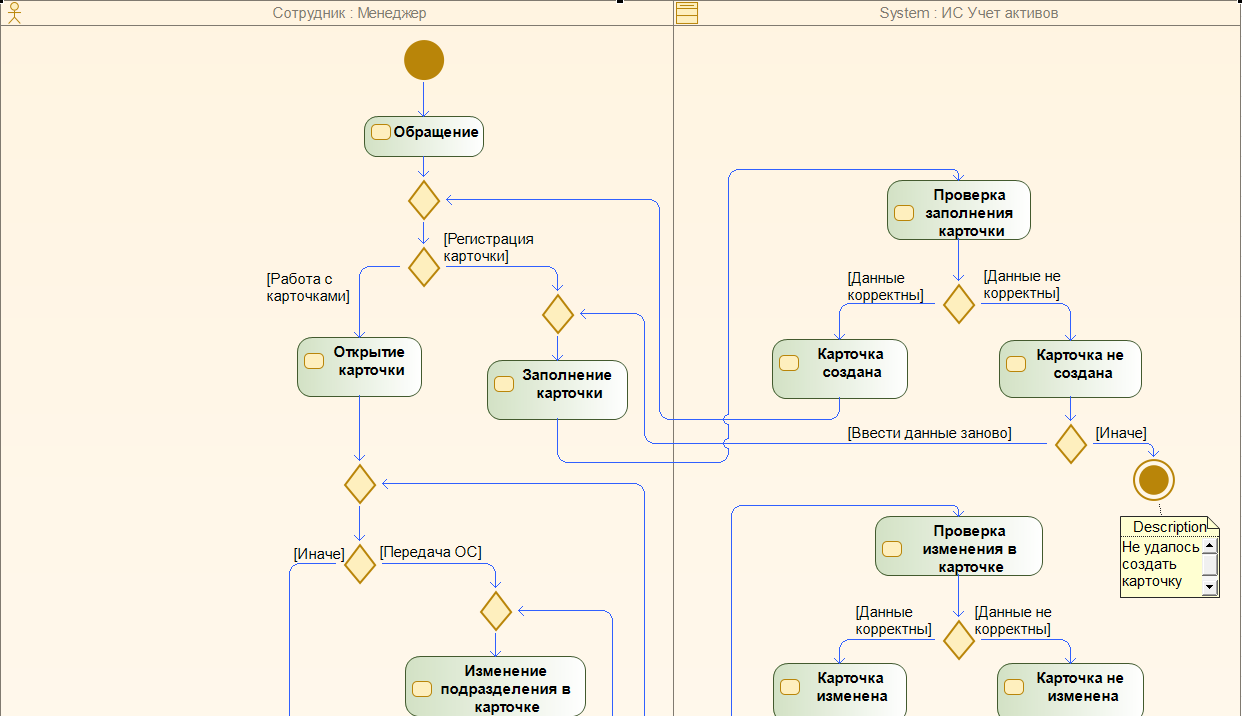 Сотрудник : Менеджер
System : ИС Учет активов
Обращение
[Регистрация
карточки]
[Работа с
карточками]
Открытие
карточки
Заполнение
карточки
Проверка
заполнения
карточки
[Данные
корректны]
[Данные не
корректны]
Карточка
создана
Карточка не
создана
[Ввести данные заново]
[Иначе]
Description
Не удалось
создать
карточку
[Иначе]
[Передача ОС]
Изменение
подразделения в
карточке
Проверка
изменения в
карточке
[Данные
корректны]
[Данные не
корректны]
Карточка
изменена
Карточка не
изменена